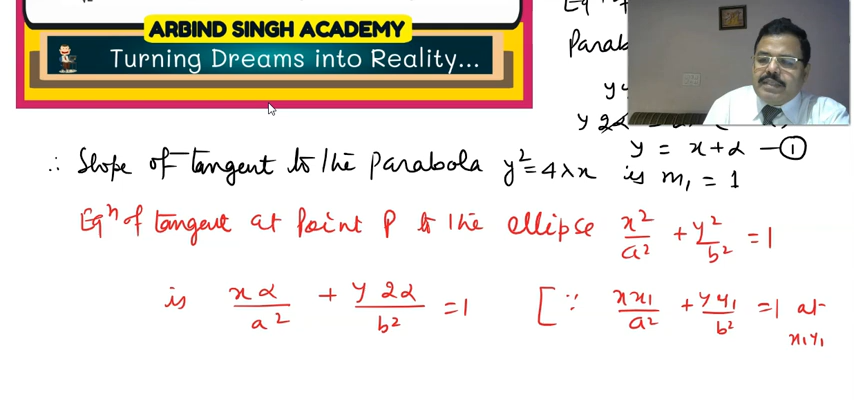 ARBIND SINGH ACADEMY
Turning Dreams into Reality...
Parab
y = x+α —①
∴ Slope of tangent to the Parabola y² = 4λx is m₁ = 1
Eqⁿ of tangent at Point P to the ellipse x²/a² + y²/b² = 1
is xα/a² + y2α/b² = 1 [∵ xx₁/a² + yy₁/b² = 1 at x₁y₁